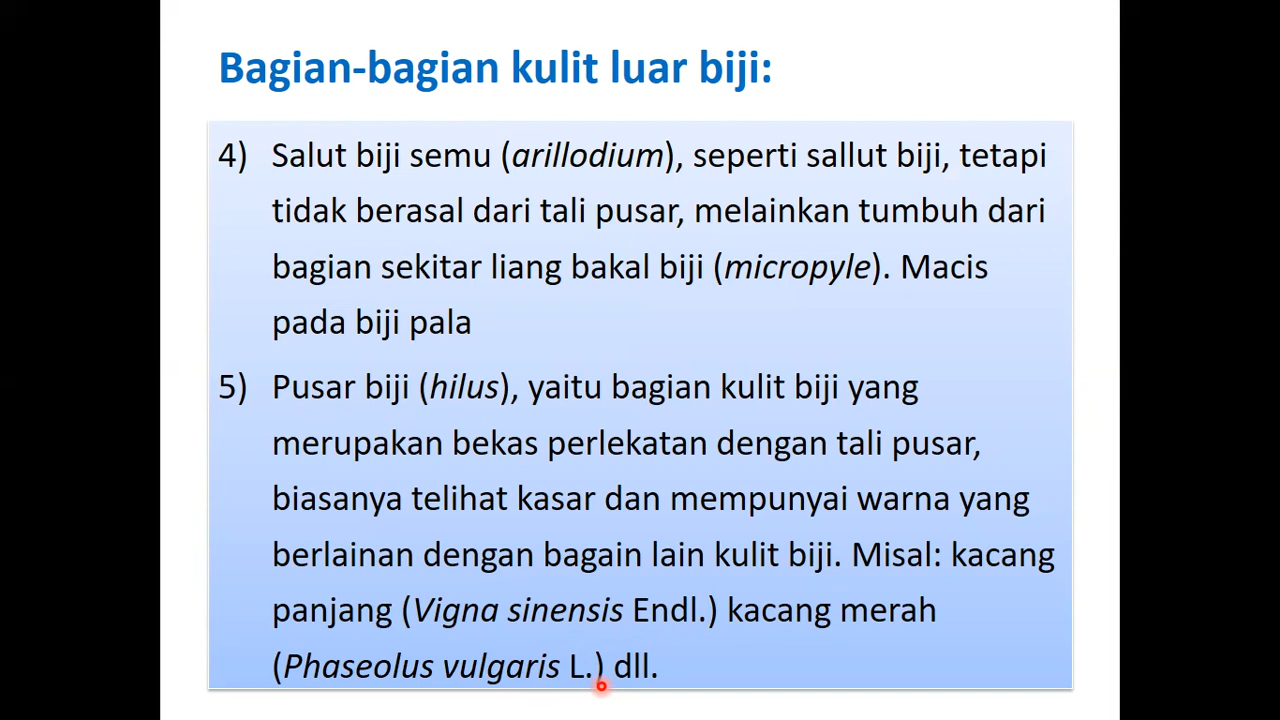 Bagian-bagian kulit luar biji:
4) Salut biji semu (arillodium), seperti sallut biji, tetapi
tidak berasal dari tali pusar, melainkan tumbuh dari
bagian sekitar liang bakal biji (micropyle). Macis
pada biji pala
5) Pusar biji (hilus), yaitu bagian kulit biji yang
merupakan bekas perlekatan dengan tali pusar,
biasanya telihat kasar dan mempunyai warna yang
berlainan dengan bagain lain kulit biji. Misal: kacang
panjang (Vigna sinensis Endl.) kacang merah
(Phaseolus vulgaris L.) dll.